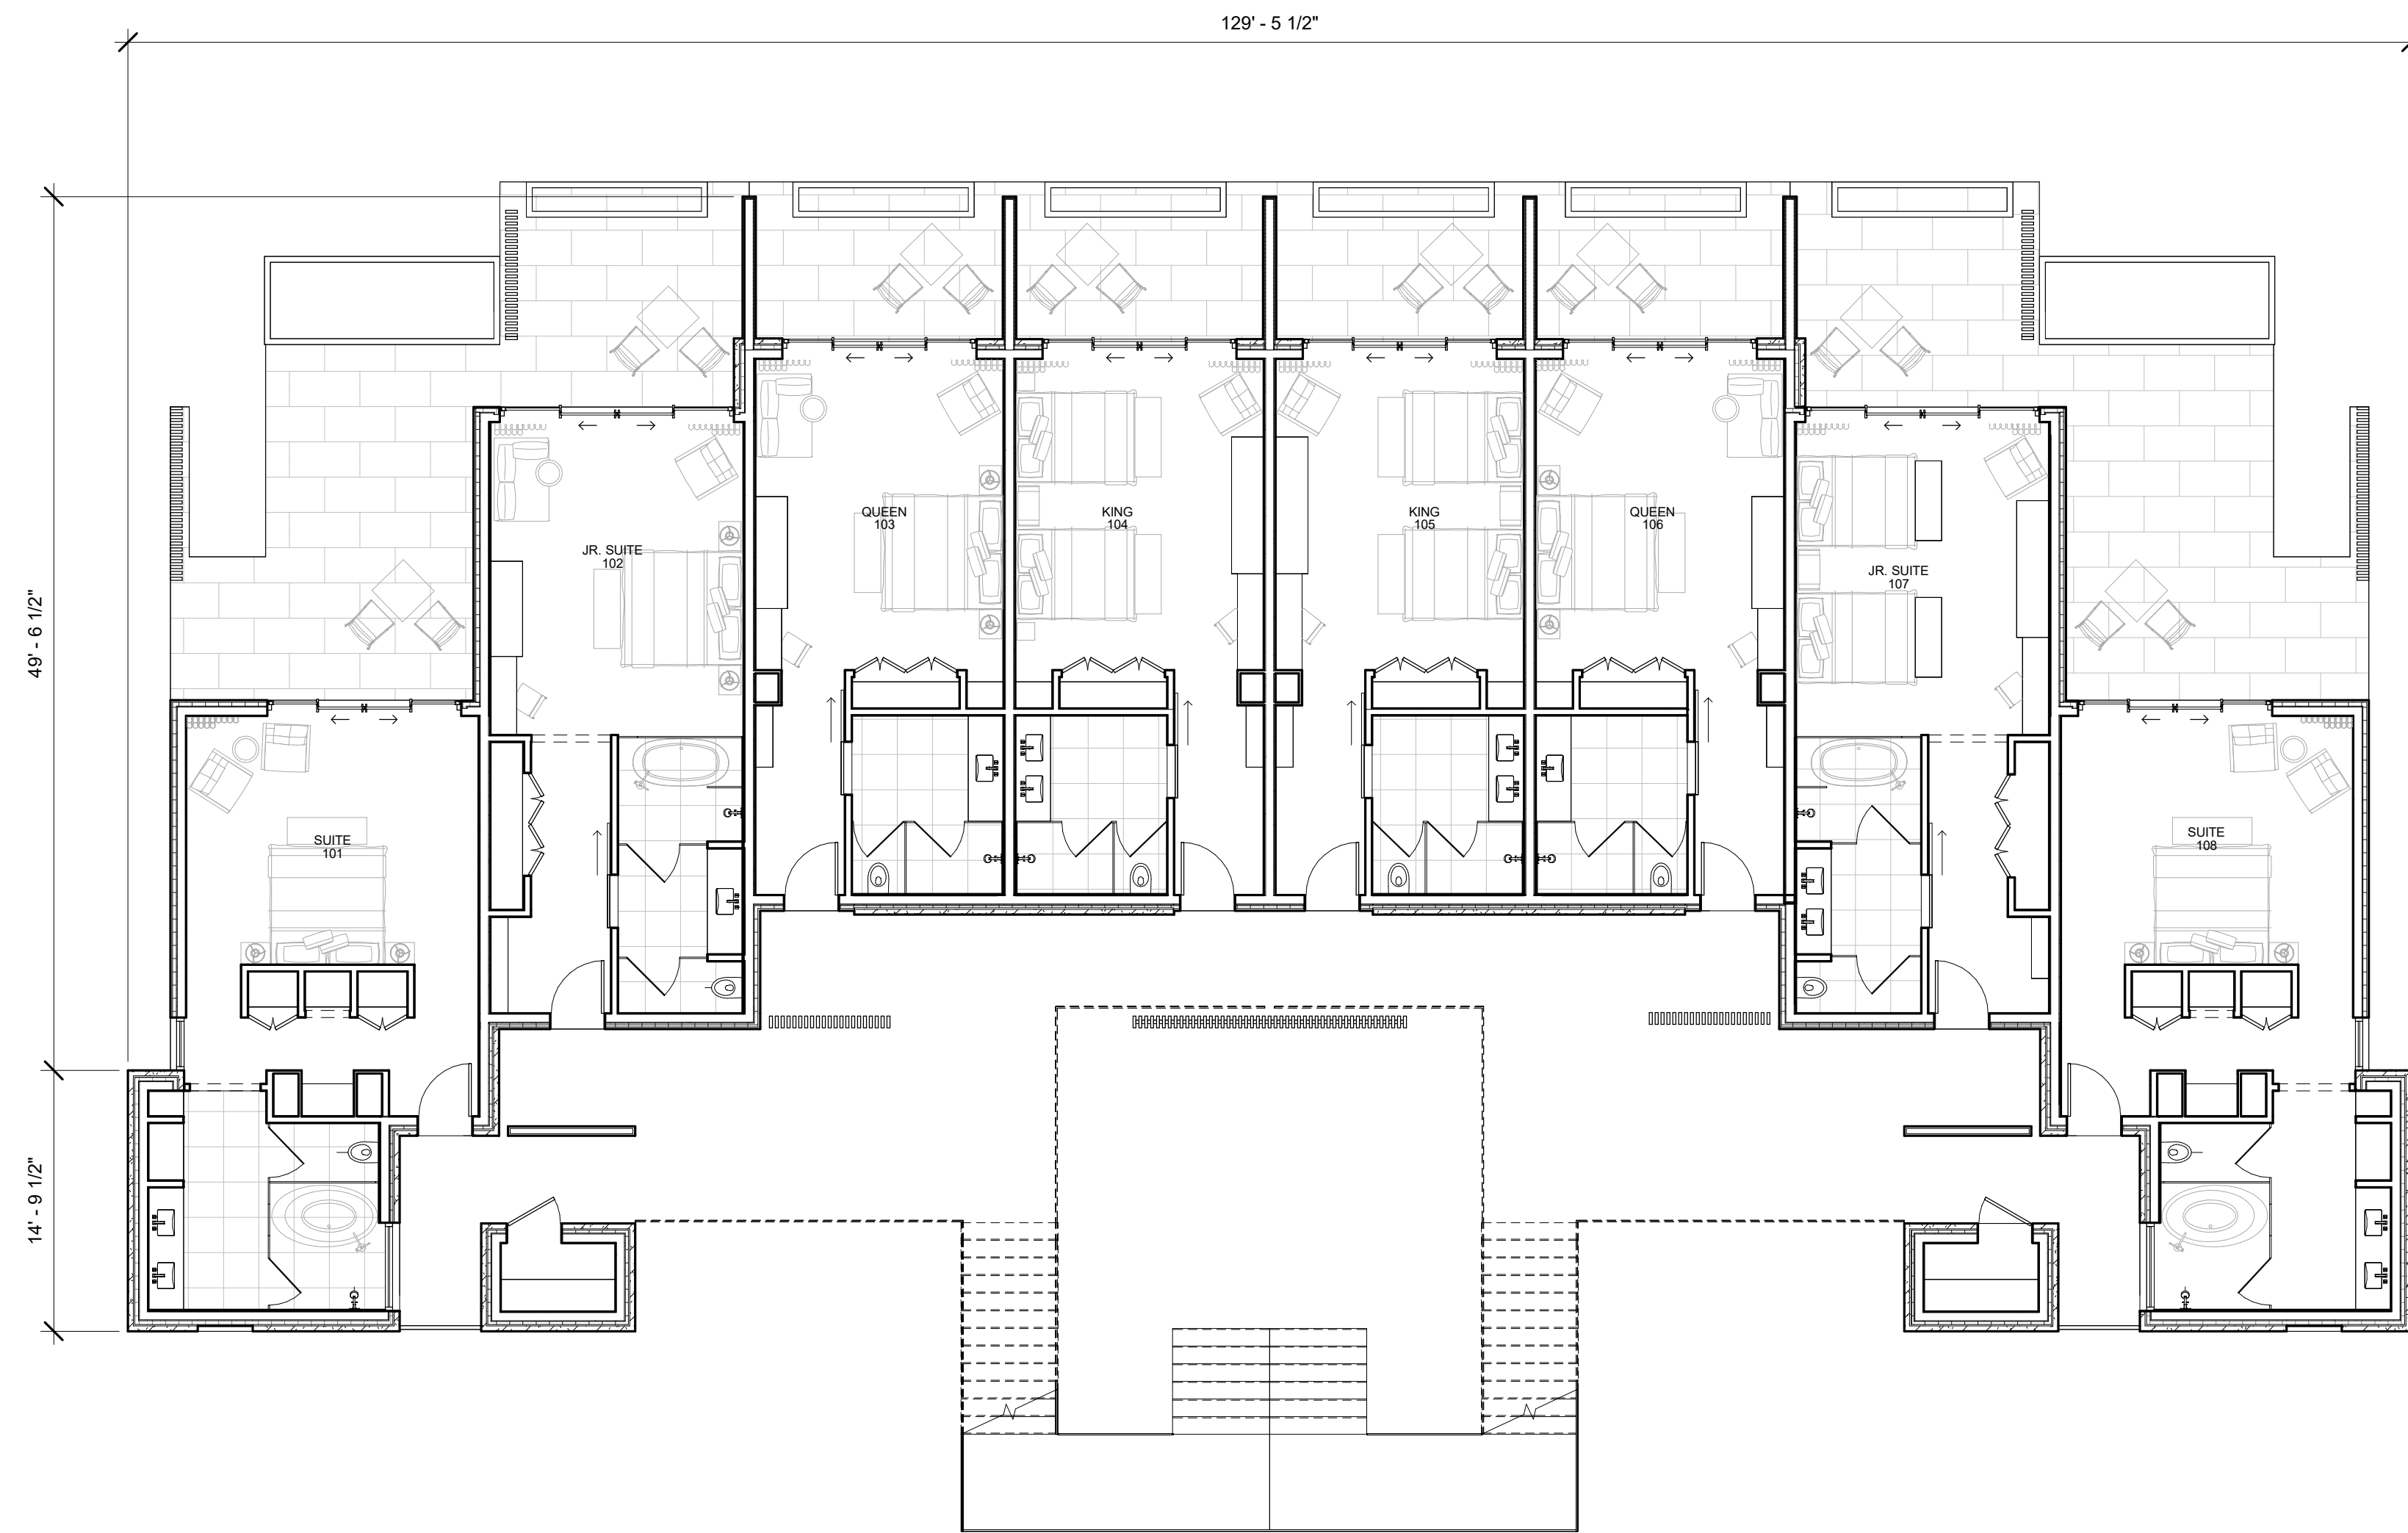 129' - 5 1/2"
49' - 6 1/2"
14' - 9 1/2"
SUITE
101
JR. SUITE
102
QUEEN
103
KING
104
KING
105
QUEEN
106
JR. SUITE
107
SUITE
108